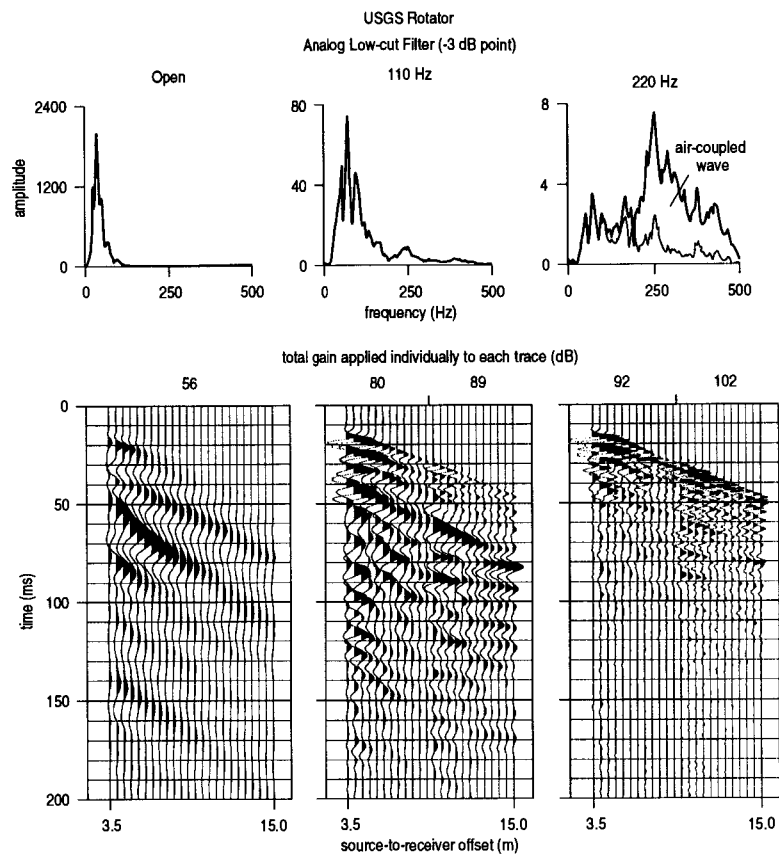 USGS Rotator
Analog Low-cut Filter (-3 dB point)
Open
110 Hz
220 Hz
2400
1200
0
amplitude
0
500
80
40
0
0
500
frequency (Hz)
8
4
0
air-coupled
wave
0
250
500
total gain applied individually to each trace (dB)
56
80
89
92
102
0
50
100
150
200
time (ms)
3.5
15.0
3.5
15.0
3.5
15.0
source-to-receiver offset (m)